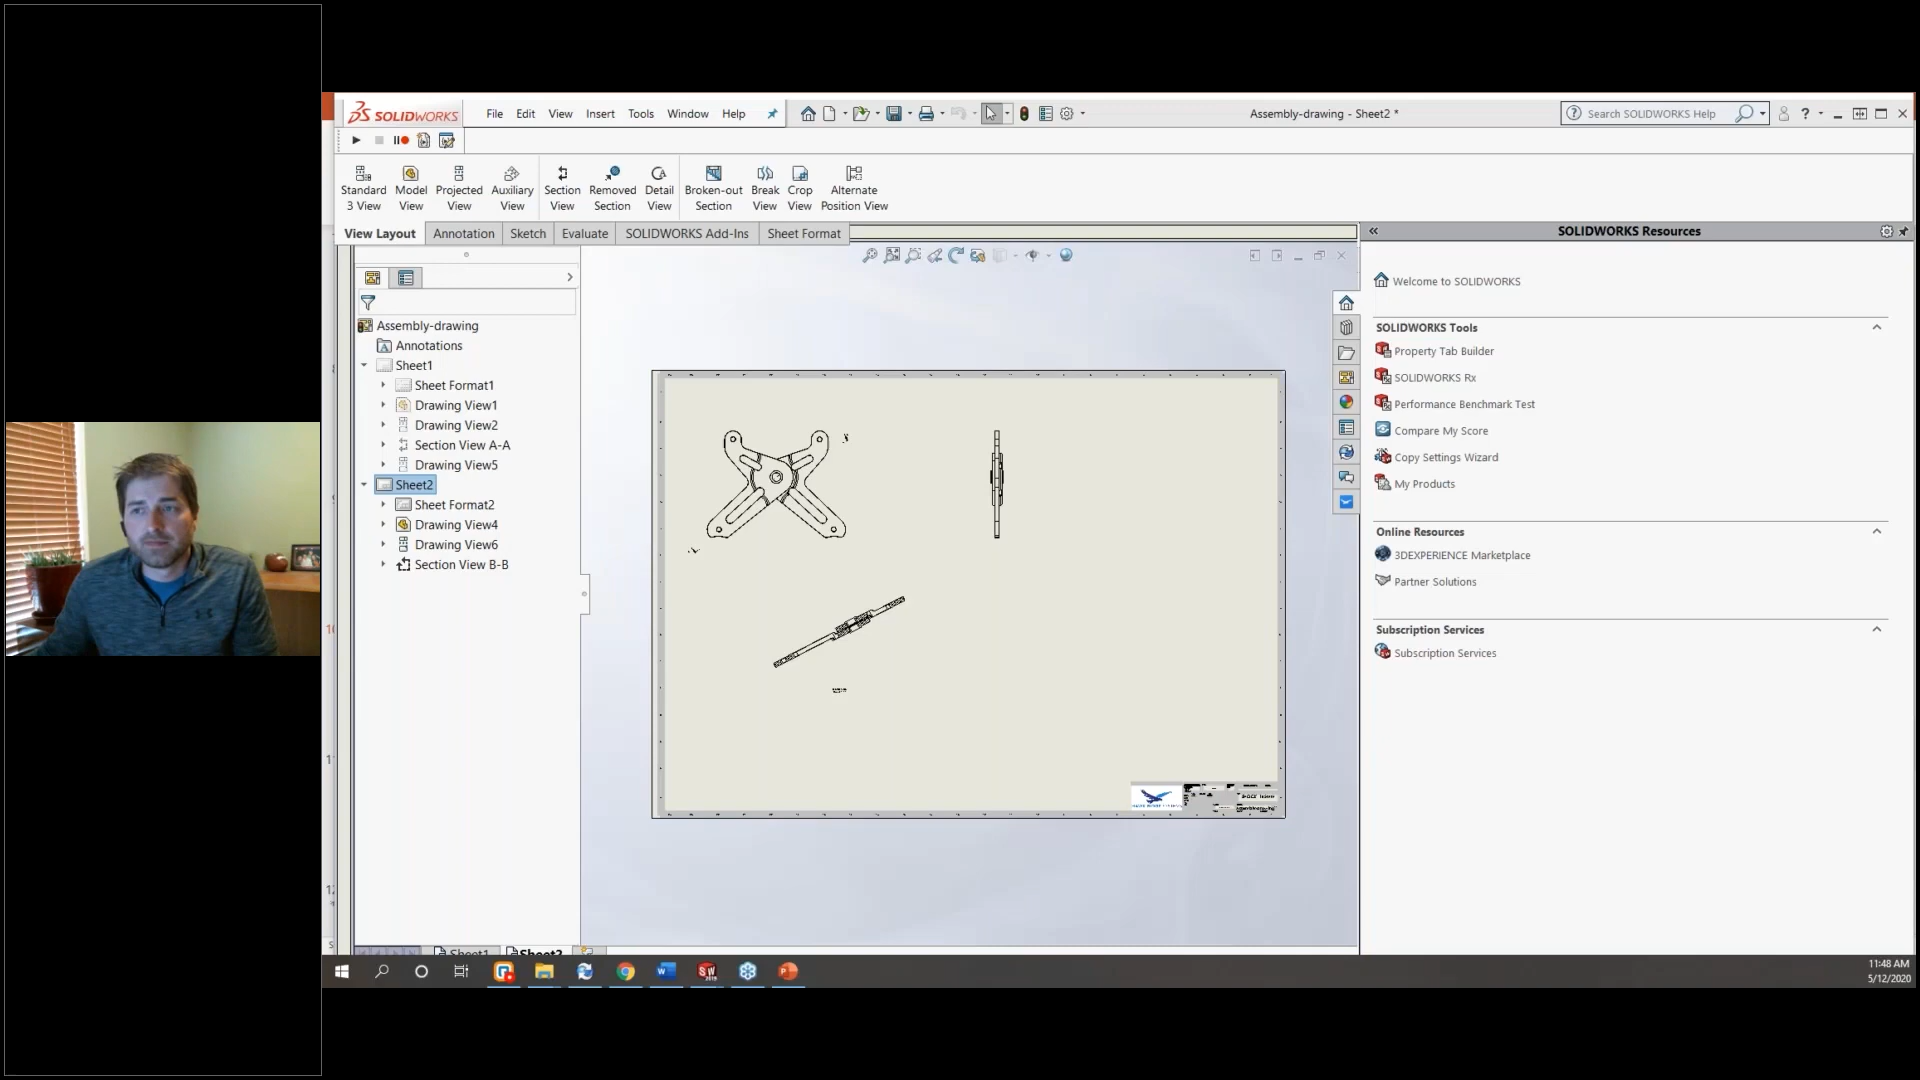 SOLIDWORKS
File Edit View Insert Tools Window Help
Assembly-drawing - Sheet2 *
Search SOLIDWORKS Help
Standard 3 View
Model View
Projected View
Auxiliary View
Section View
Removed Section
Detail View
Broken-out Section
Break View
Crop View
Alternate Position View
View Layout Annotation Sketch Evaluate SOLIDWORKS Add-Ins Sheet Format
Assembly-drawing
Annotations
Sheet1
Sheet Format1
Drawing View1
Drawing View2
Section View A-A
Drawing View5
Sheet2
Sheet Format2
Drawing View4
Drawing View6
Section View B-B
Sheet1 Sheet2
SOLIDWORKS Resources
Welcome to SOLIDWORKS
SOLIDWORKS Tools
Property Tab Builder
SOLIDWORKS Rx
Performance Benchmark Test
Compare My Score
Copy Settings Wizard
My Products
Online Resources
3DEXPERIENCE Marketplace
Partner Solutions
Subscription Services
Subscription Services
11:48 AM
5/12/2020